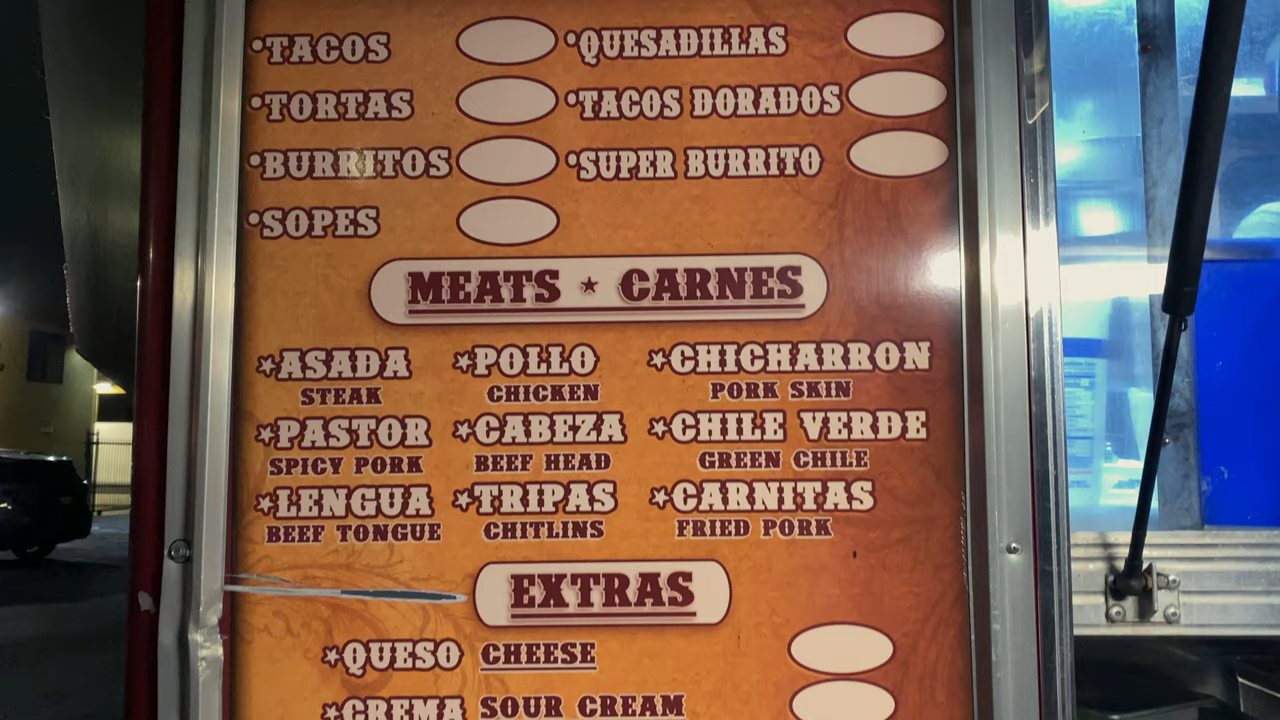 •TACOS •QUESADILLAS
•TORTAS •TACOS DORADOS
•BURRITOS •SUPER BURRITO
•SOPES
MEATS ★ CARNES
★ASADA ★POLLO ★CHICHARRON
STEAK CHICKEN PORK SKIN
★PASTOR ★CABEZA ★CHILE VERDE
SPICY PORK BEEF HEAD GREEN CHILE
★LENGUA ★TRIPAS ★CARNITAS
BEEF TONGUE CHITLINS FRIED PORK
EXTRAS
★QUESO CHEESE
★CREMA SOUR CREAM